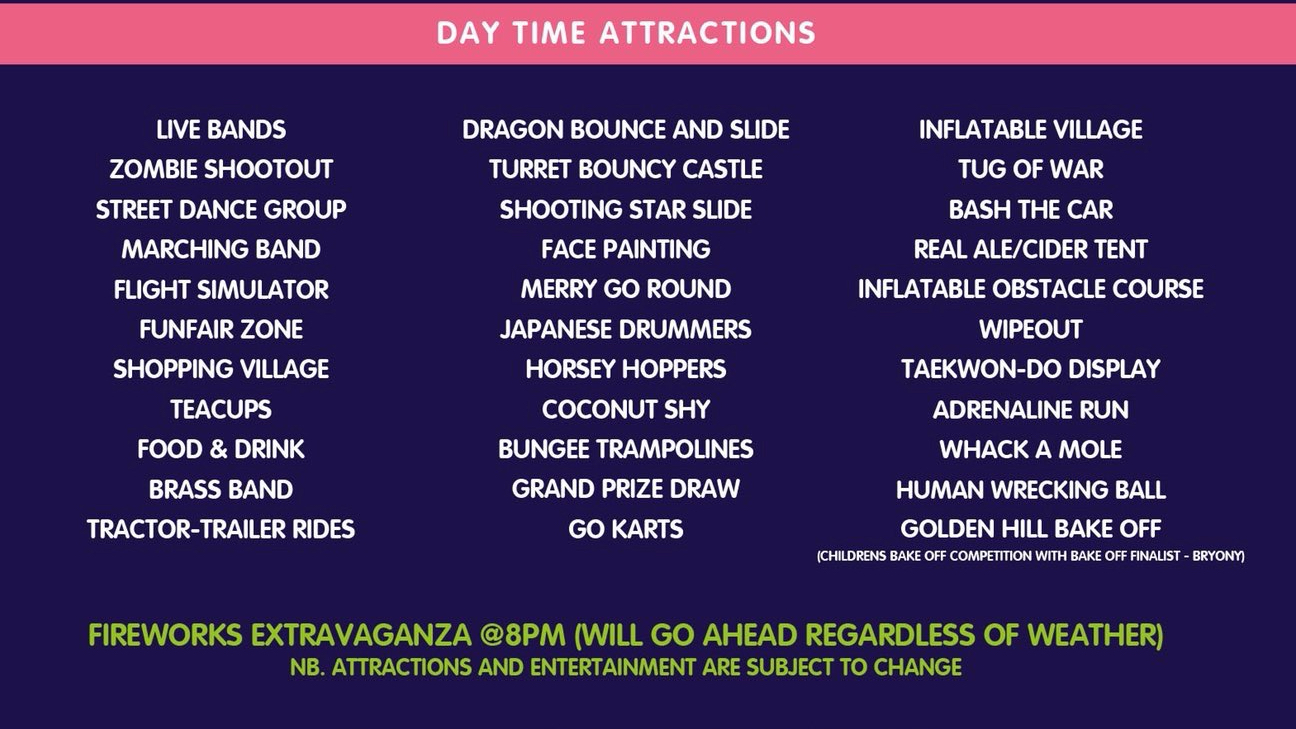 DAY TIME ATTRACTIONS
LIVE BANDS
ZOMBIE SHOOTOUT
STREET DANCE GROUP
MARCHING BAND
FLIGHT SIMULATOR
FUNFAIR ZONE
SHOPPING VILLAGE
TEACUPS
FOOD & DRINK
BRASS BAND
TRACTOR-TRAILER RIDES
DRAGON BOUNCE AND SLIDE
TURRET BOUNCY CASTLE
SHOOTING STAR SLIDE
FACE PAINTING
MERRY GO ROUND
JAPANESE DRUMMERS
HORSEY HOPPERS
COCONUT SHY
BUNGEE TRAMPOLINES
GRAND PRIZE DRAW
GO KARTS
INFLATABLE VILLAGE
TUG OF WAR
BASH THE CAR
REAL ALE/CIDER TENT
INFLATABLE OBSTACLE COURSE
WIPEOUT
TAEKWON-DO DISPLAY
ADRENALINE RUN
WHACK A MOLE
HUMAN WRECKING BALL
GOLDEN HILL BAKE OFF
(CHILDRENS BAKE OFF COMPETITION WITH BAKE OFF FINALIST - BRYONY)
FIREWORKS EXTRAVAGANZA @8PM (WILL GO AHEAD REGARDLESS OF WEATHER)
NB. ATTRACTIONS AND ENTERTAINMENT ARE SUBJECT TO CHANGE